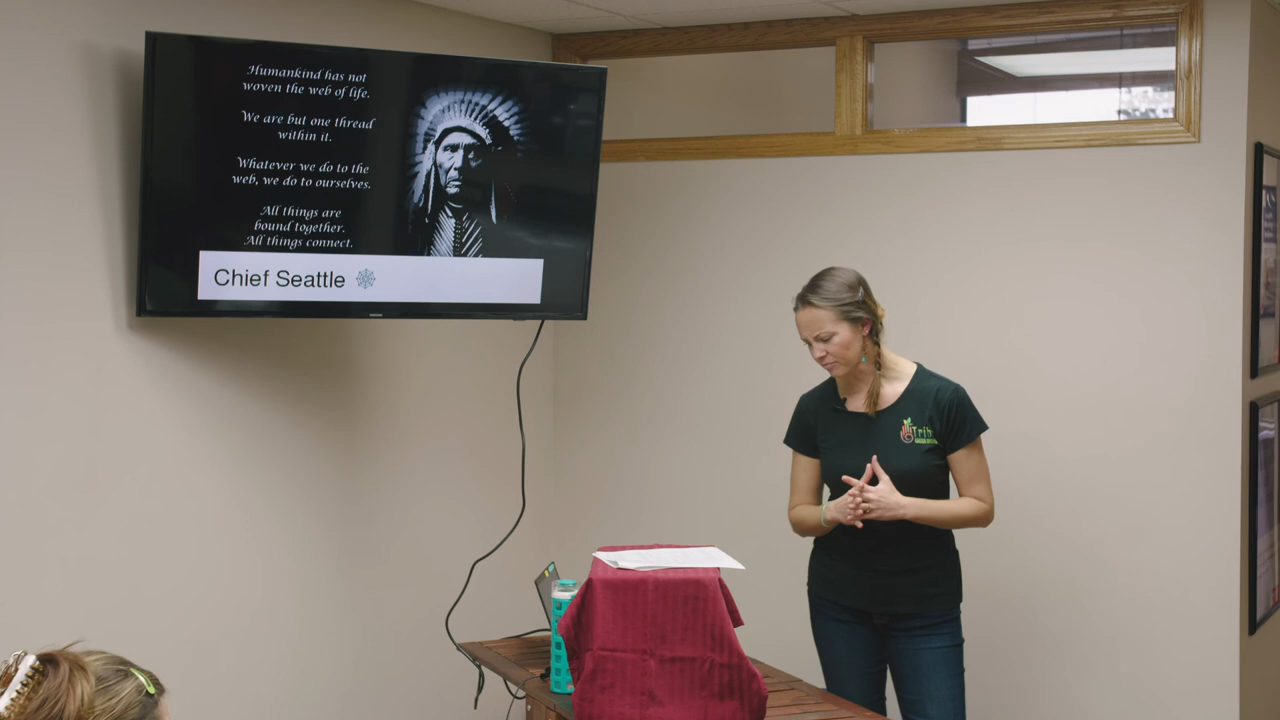 Humankind has not
woven the web of life.
We are but one thread
within it.
Whatever we do to the
web, we do to ourselves.
All things are
bound together.
All things connect.
Chief Seattle